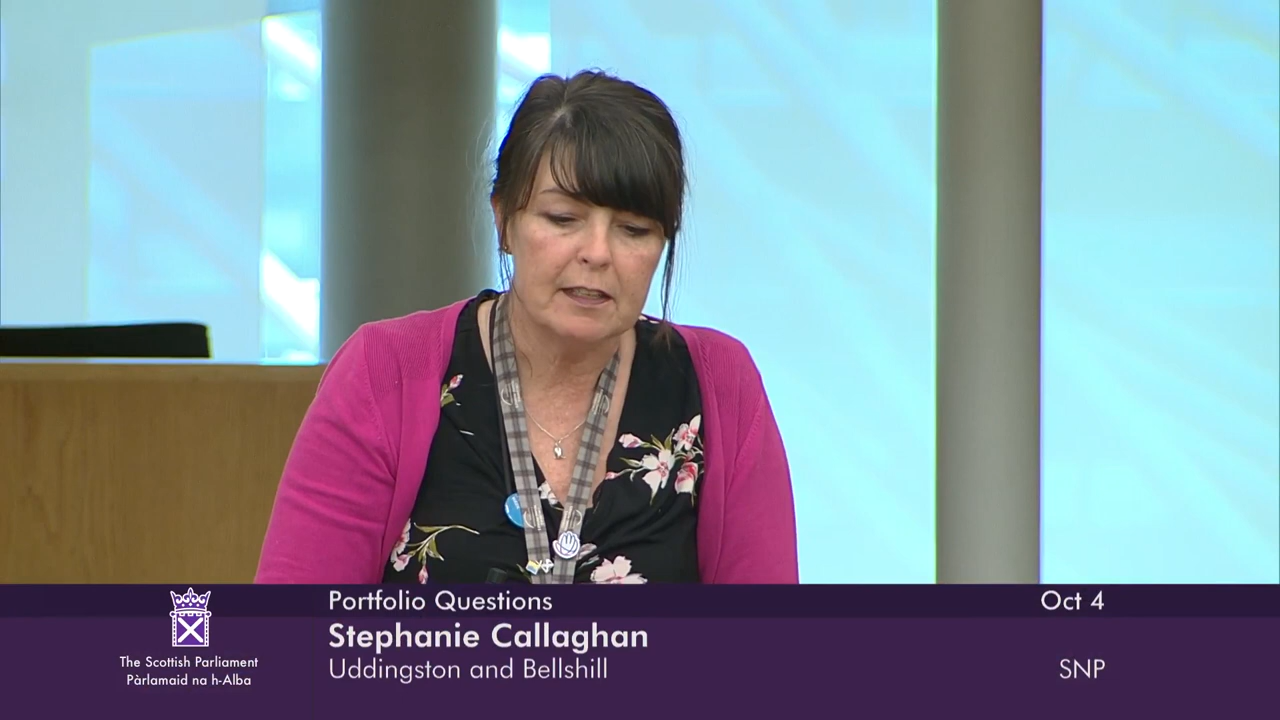 Portfolio Questions
Oct 4
Stephanie Callaghan
Uddingston and Bellshill
SNP
The Scottish Parliament
Pàrlamaid na h-Alba